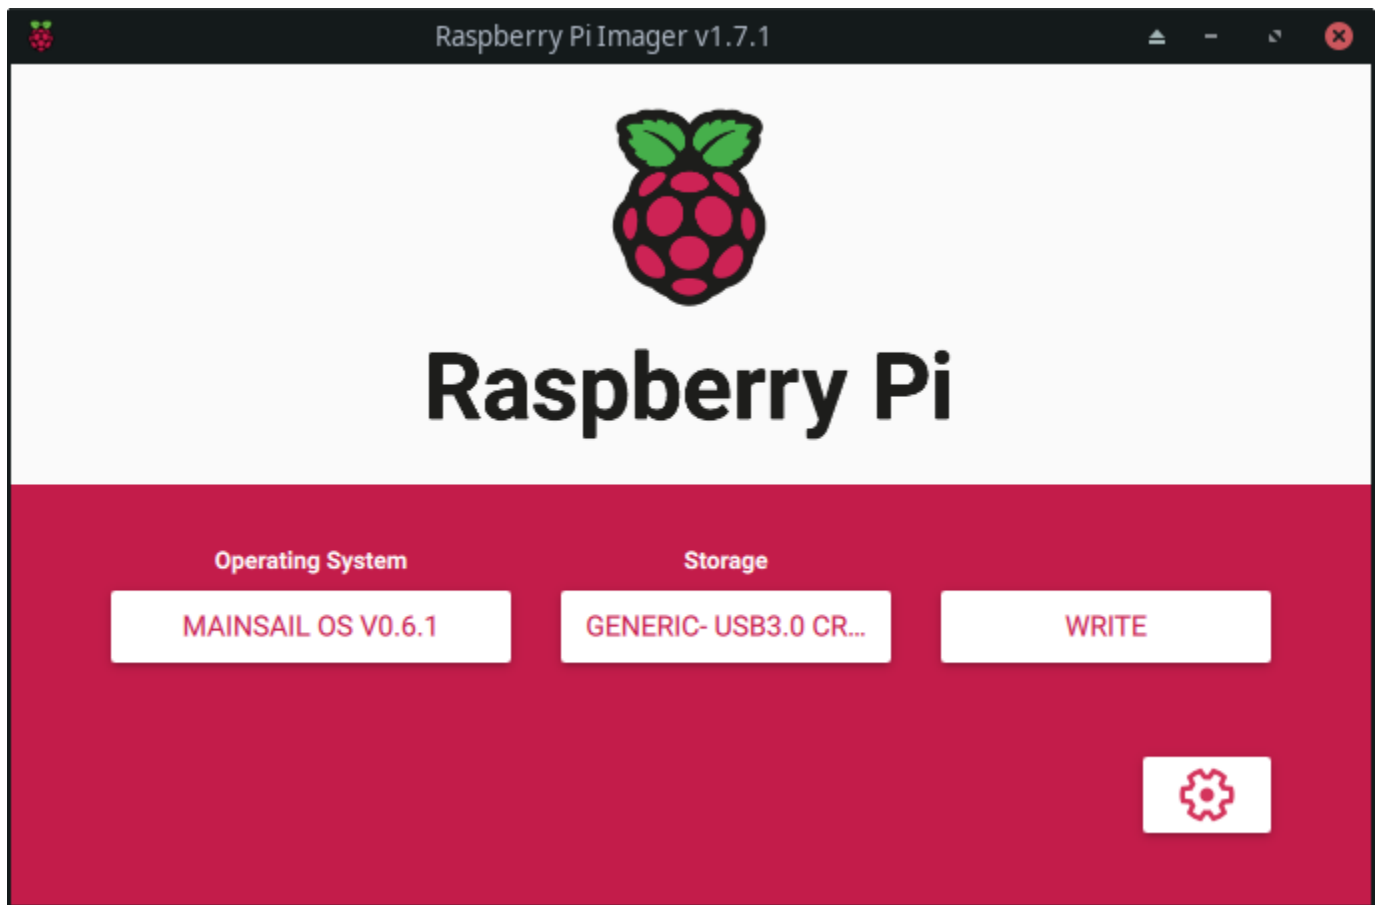 Raspberry Pi Imager v1.7.1
Raspberry Pi
Operating System
Storage
MAINSAIL OS V0.6.1
GENERIC- USB3.0 CR...
WRITE